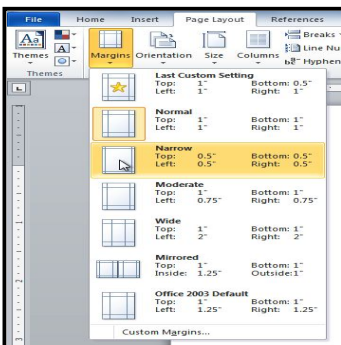 File Home Insert Page Layout References
Themes Margins Orientation Size Columns Breaks
Line Nu
Hyphen
Themes
Last Custom Setting
Top: 1" Bottom: 0.5"
Left: 1" Right: 1"
Normal
Top: 1" Bottom: 1"
Left: 1" Right: 1"
Narrow
Top: 0.5" Bottom: 0.5"
Left: 0.5" Right: 0.5"
Moderate
Top: 1" Bottom: 1"
Left: 0.75" Right: 0.75"
Wide
Top: 1" Bottom: 1"
Left: 2" Right: 2"
Mirrored
Top: 1" Bottom: 1"
Inside: 1.25" Outside:1"
Office 2003 Default
Top: 1" Bottom: 1"
Left: 1.25" Right: 1.25"
Custom Margins...